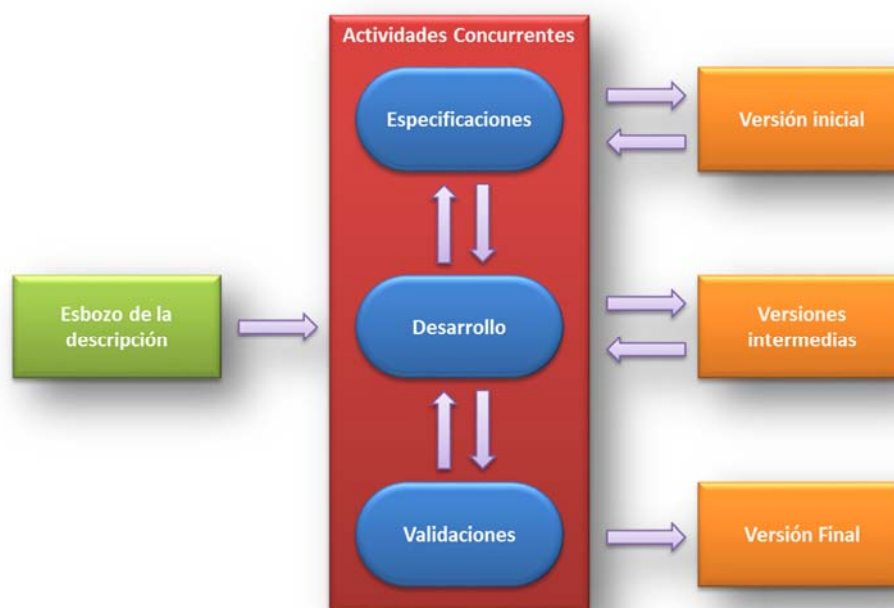 Actividades Concurrentes
Especificaciones
Versión inicial
Esbozo de la
descripción
Desarrollo
Versiones
intermedias
Validaciones
Versión Final